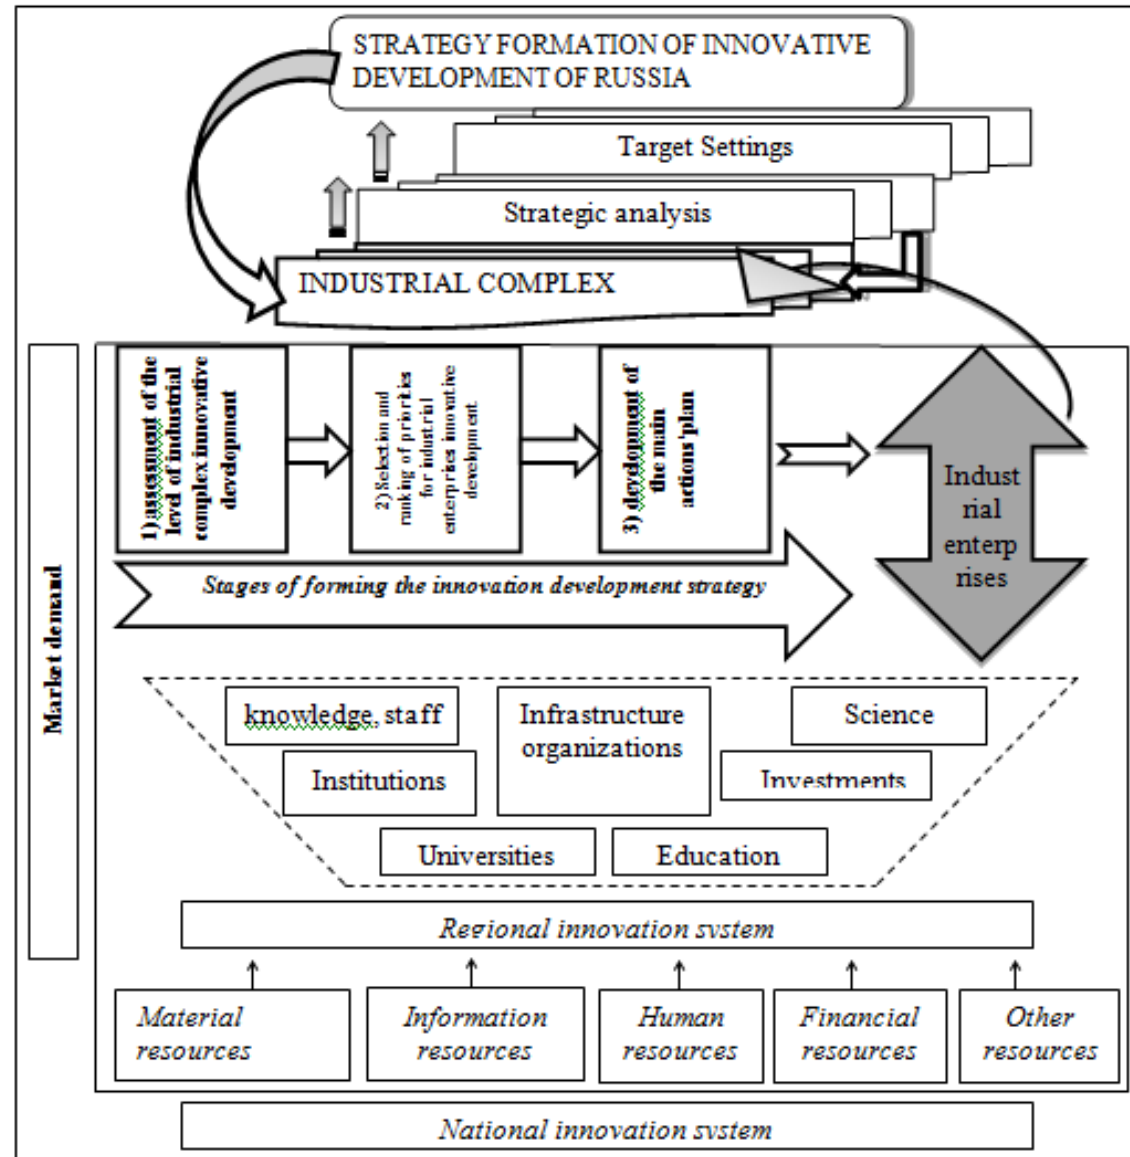 STRATEGY FORMATION OF INNOVATIVE
DEVELOPMENT OF RUSSIA
Target Settings
Strategic analysis
INDUSTRIAL COMPLEX
Market demand
1) assessment of the
level of industrial
complex innovative
development
2) Selection and
ranking of priorities
for industrial
enterprises innovative
development
3) development of
the main
actions'plan
Indust
rial
enterp
rises
Stages of forming the innovation development strategy
knowledge, staff
Infrastructure
organizations
Science
Institutions
Investments
Universities
Education
Regional innovation system
Material
resources
Information
resources
Human
resources
Financial
resources
Other
resources
National innovation system